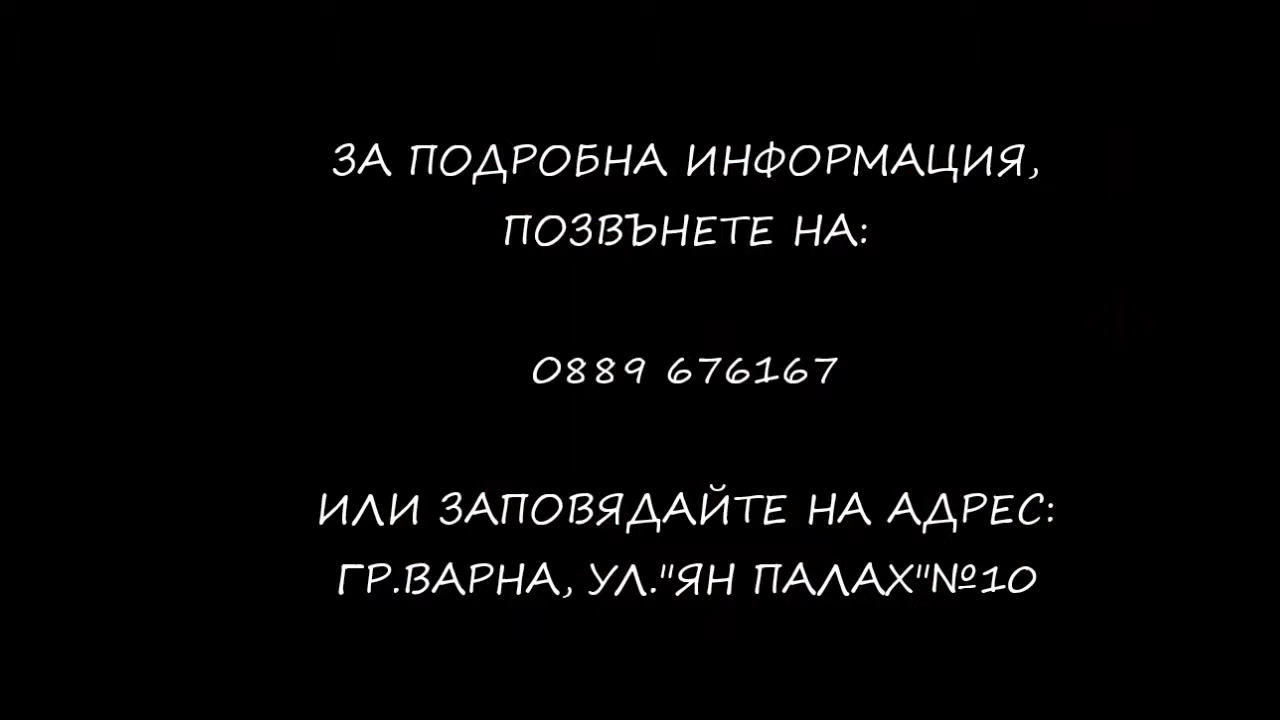 ЗА ПОДРОБНА ИНФОРМАЦИЯ,
ПОЗВЪНЕТЕ НА:
0889 676167
ИЛИ ЗАПОВЯДАЙТЕ НА АДРЕС:
ГР.ВАРНА, УЛ."ЯН ПАЛАХ"№10